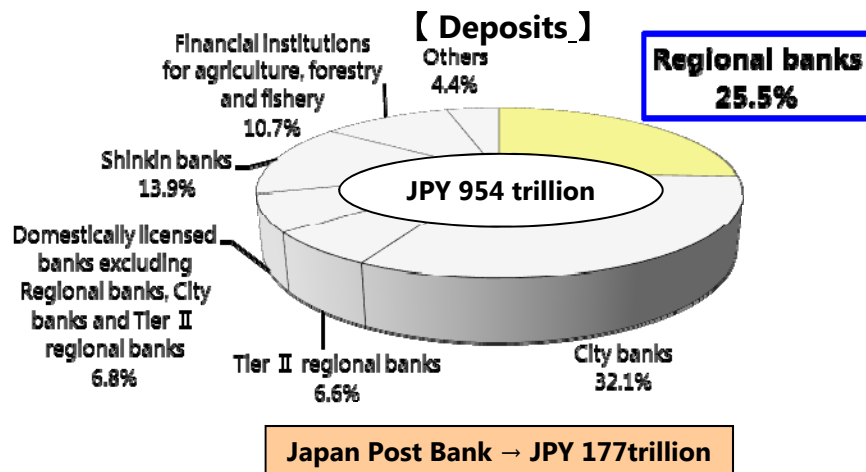 【 Deposits 】
Regional banks
25.5%
Financial institutions
for agriculture, forestry
and fishery
10.7%
Others
4.4%
Shinkin banks
13.9%
JPY 954 trillion
Domestically licensed
banks excluding
Regional banks, City
banks and Tier Ⅱ
regional banks
6.8%
Tier Ⅱ regional banks
6.6%
City banks
32.1%
Japan Post Bank → JPY 177trillion